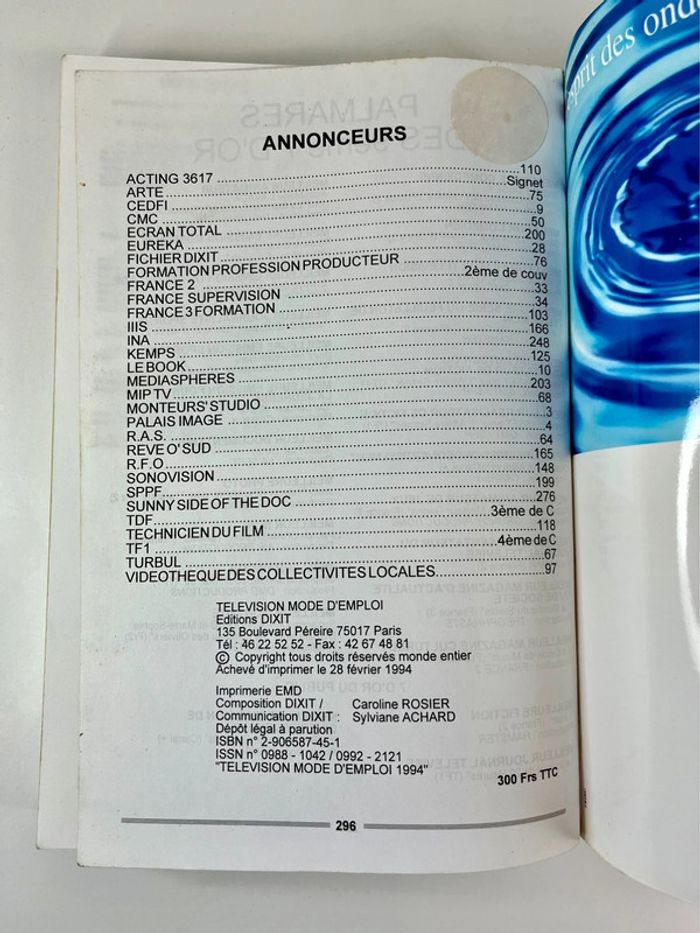 ANNONCEURS
ACTING 3617 ........ 110
ARTE ........ Signet
CEDFI ........ 75
CMC ........ 9
ECRAN TOTAL ........ 50
EUREKA ........ 200
FICHIER DIXIT ........ 28
FORMATION PROFESSION PRODUCTEUR ........ 76
FRANCE 2 ........ 2ème de couv
FRANCE SUPERVISION ........ 33
FRANCE 3 FORMATION ........ 34
IIIS ........ 103
INA ........ 166
KEMPS ........ 248
LE BOOK ........ 125
MEDIASPHERES ........ 10
MIP TV ........ 203
MONTEURS' STUDIO ........ 68
PALAIS IMAGE ........ 3
R.A.S. ........ 4
REVE O' SUD ........ 64
R.F.O ........ 165
SONOVISION ........ 148
SPPF ........ 199
SUNNY SIDE OF THE DOC ........ 276
TDF ........ 3ème de C
TECHNICIEN DU FILM ........ 118
TF1 ........ 4ème de C
TURBUL ........ 67
VIDEOTHEQUE DES COLLECTIVITES LOCALES ........ 97
TELEVISION MODE D'EMPLOI
Editions DIXIT
135 Boulevard Péreire 75017 Paris
Tél : 46 22 52 52 - Fax : 42 67 48 81
© Copyright tous droits réservés monde entier
Achevé d'imprimer le 28 février 1994
Imprimerie EMD
Composition DIXIT / Caroline ROSIER
Communication DIXIT : Sylviane ACHARD
Dépôt légal à parution
ISBN n° 2-906587-45-1
ISSN n° 0988 - 1042 / 0992 - 2121
"TELEVISION MODE D'EMPLOI 1994"
300 Frs TTC
296
esprit des ond